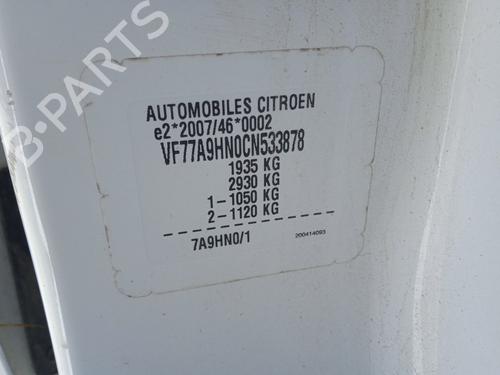 B-PARTS
AUTOMOBILES CITROEN
e2*2007/46*0002
VF77A9HN0CN533878
1935 KG
2930 KG
1-1050 KG
2-1120 KG
7A9HN0/1 200414093